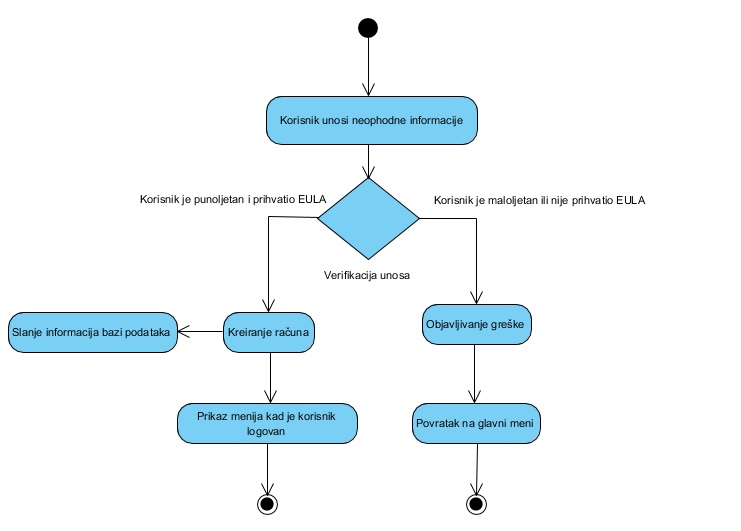 Korisnik unosi neophodne informacije
Korisnik je punoljetan i prihvatio EULA
Korisnik je maloljetan ili nije prihvatio EULA
Verifikacija unosa
Slanje informacija bazi podataka
Kreiranje računa
Objavljivanje greške
Prikaz menija kad je korisnik
logovan
Povratak na glavni meni